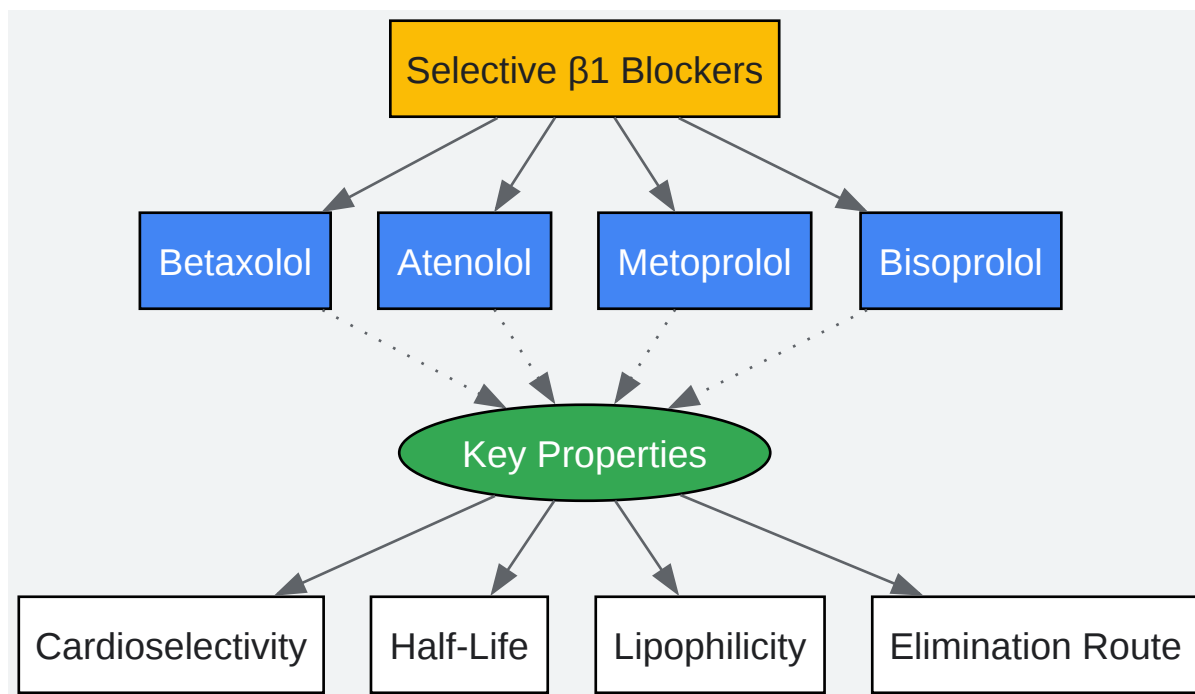 Selective β1 Blockers
Betaxolol
Atenolol
Metoprolol
Bisoprolol
Key Properties
Cardioselectivity
Half-Life
Lipophilicity
Elimination Route